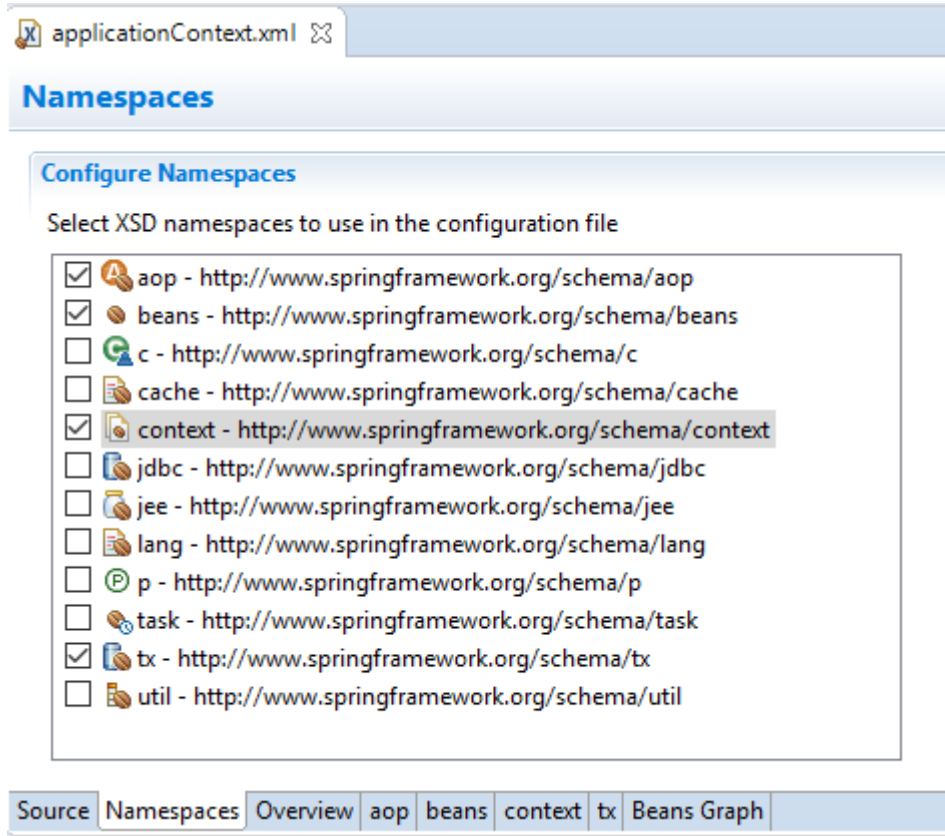 applicationContext.xml
Namespaces
Configure Namespaces
Select XSD namespaces to use in the configuration file
aop - http://www.springframework.org/schema/aop
beans - http://www.springframework.org/schema/beans
c - http://www.springframework.org/schema/c
cache - http://www.springframework.org/schema/cache
context - http://www.springframework.org/schema/context
jdbc - http://www.springframework.org/schema/jdbc
jee - http://www.springframework.org/schema/jee
lang - http://www.springframework.org/schema/lang
p - http://www.springframework.org/schema/p
task - http://www.springframework.org/schema/task
tx - http://www.springframework.org/schema/tx
util - http://www.springframework.org/schema/util
Source Namespaces Overview aop beans context tx Beans Graph